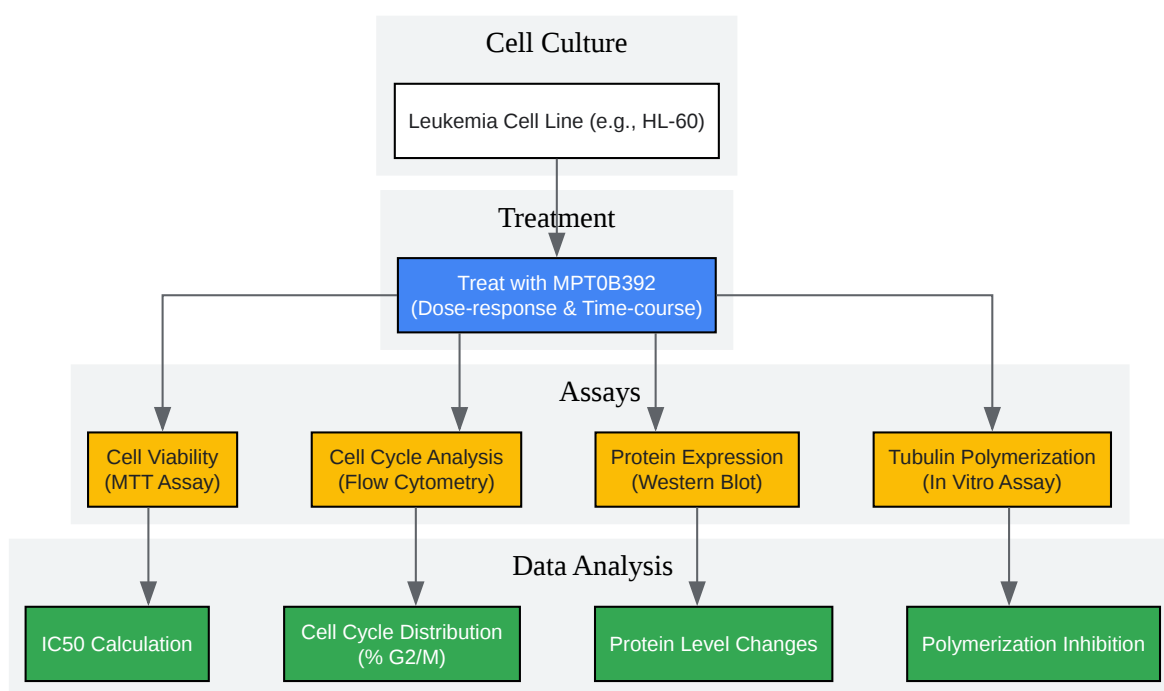 Cell Culture
Leukemia Cell Line (e.g., HL-60)
Treatment
Treat with MPT0B392
(Dose-response & Time-course)
Assays
Cell Viability
(MTT Assay)
Cell Cycle Analysis
(Flow Cytometry)
Protein Expression
(Western Blot)
Tubulin Polymerization
(In Vitro Assay)
Data Analysis
IC50 Calculation
Cell Cycle Distribution
(% G2/M)
Protein Level Changes
Polymerization Inhibition